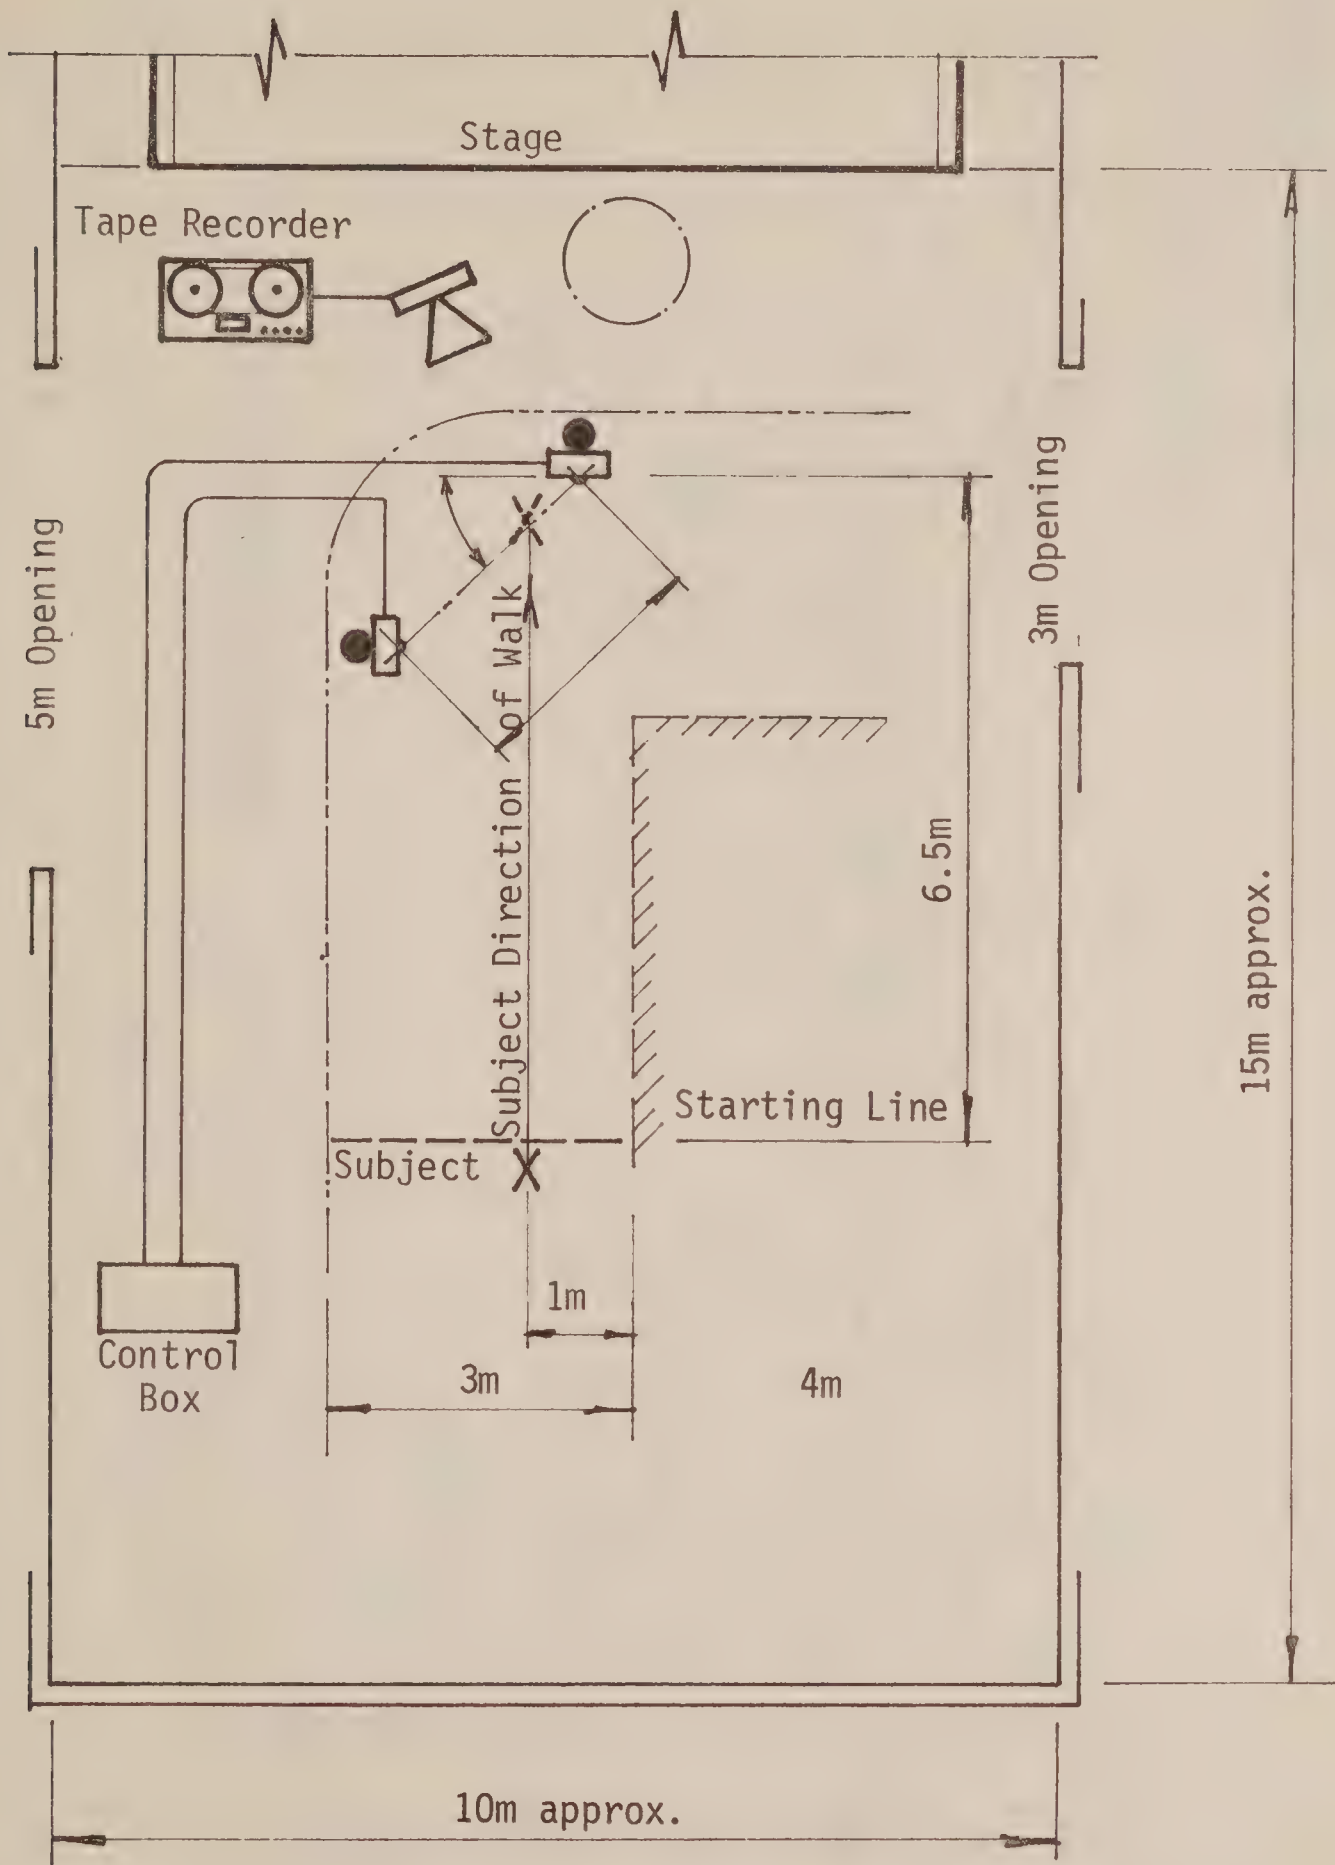 Stage
Tape Recorder
5m Opening
3m Opening
Subject Direction of Walk
6.5m
15m approx.
Starting Line
Subject
1m
Control
Box
3m
4m
10m approx.